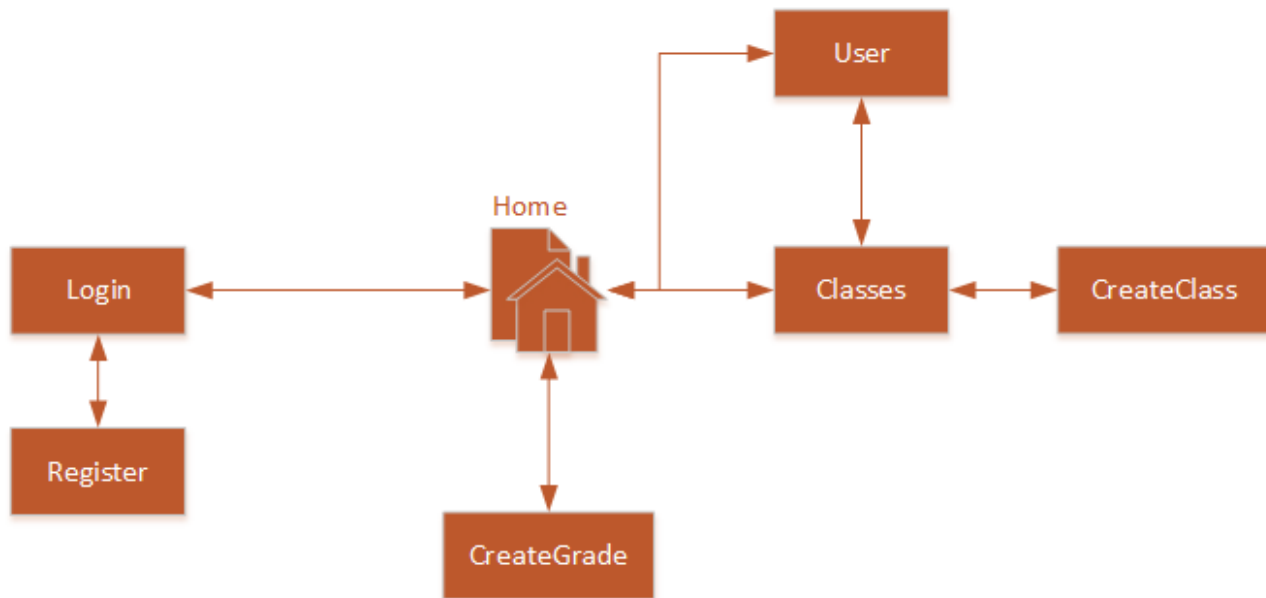 User
Home
Login
Classes
CreateClass
Register
CreateGrade